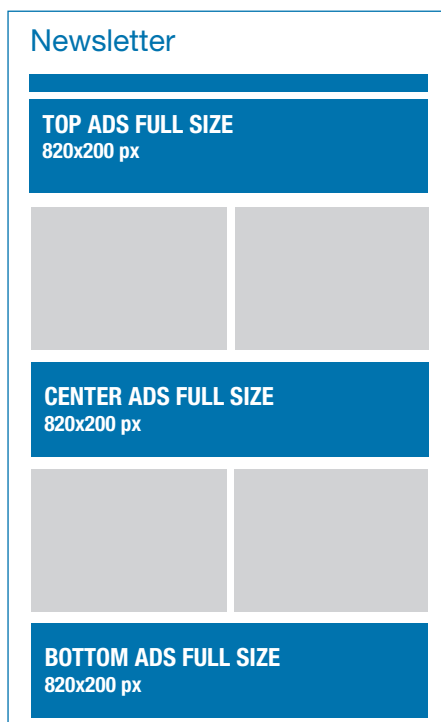 Newsletter
TOP ADS FULL SIZE
820x200 px
CENTER ADS FULL SIZE
820x200 px
BOTTOM ADS FULL SIZE
820x200 px